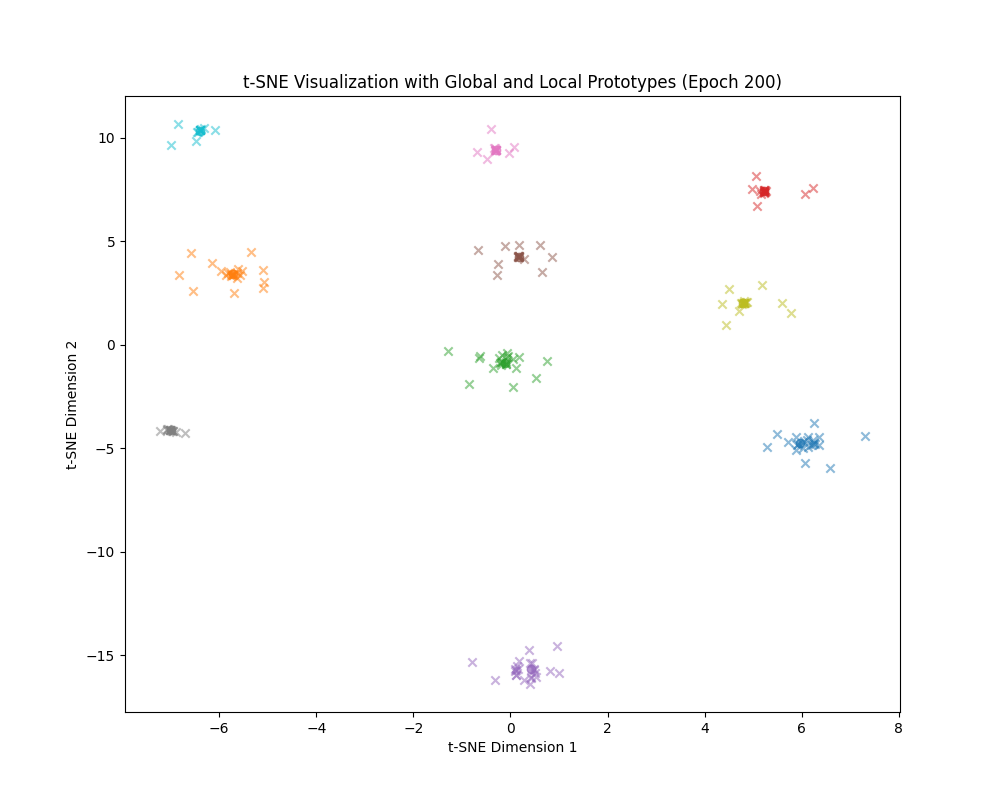 t-SNE Visualization with Global and Local Prototypes (Epoch 200)
10
5
0
−5
−10
−15
t-SNE Dimension 2
−6 −4 −2 0 2 4 6 8
t-SNE Dimension 1